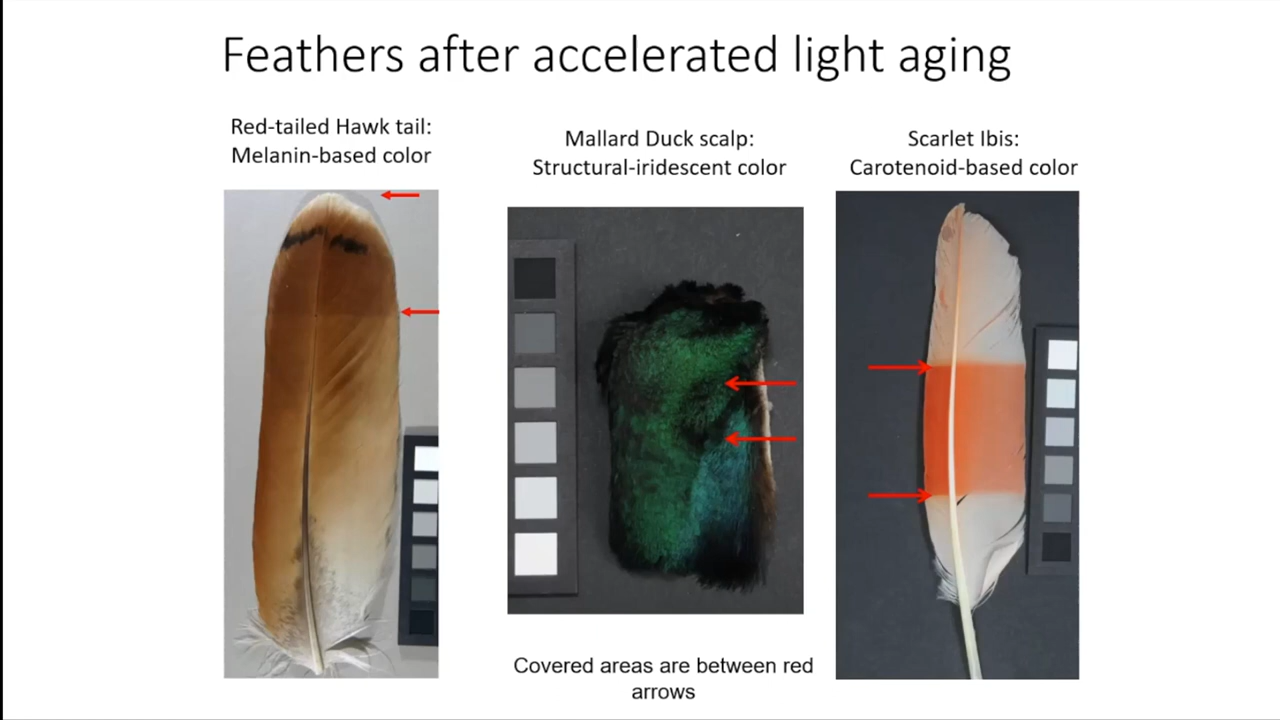 Feathers after accelerated light aging
Red-tailed Hawk tail:
Melanin-based color
Mallard Duck scalp:
Structural-iridescent color
Scarlet Ibis:
Carotenoid-based color
Covered areas are between red
arrows